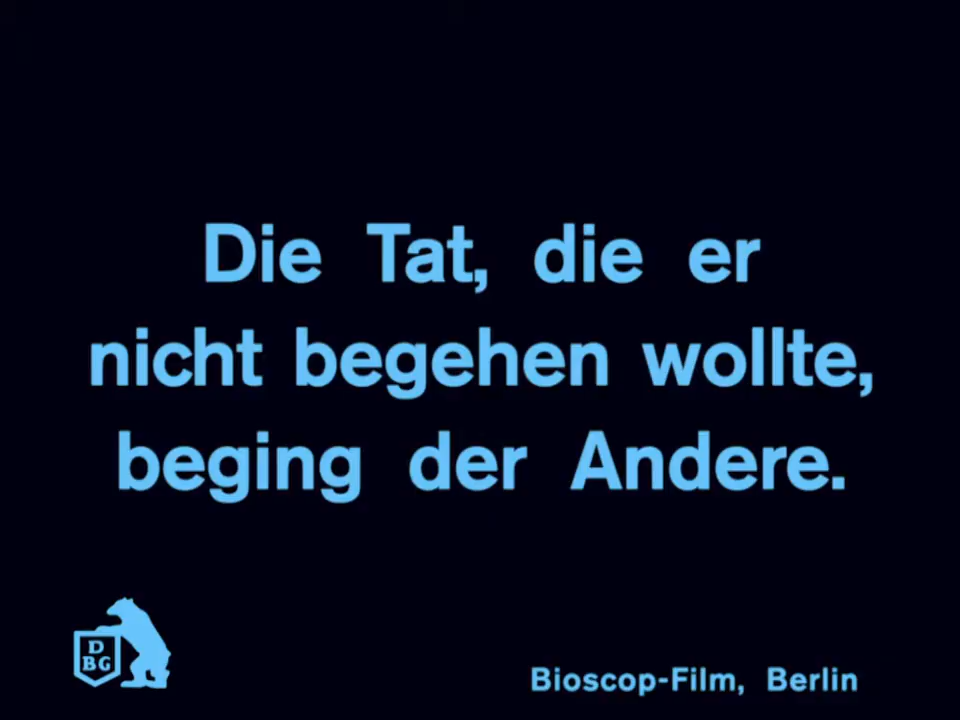 Die Tat, die er
nicht begehen wollte,
beging der Andere.
D
BG
Bioscop-Film, Berlin